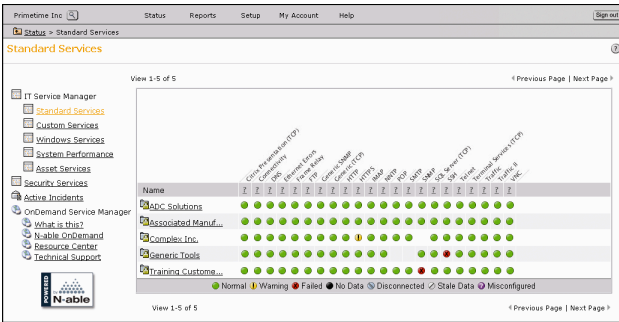 Primetime Inc
Status
Reports
Setup
My Account
Help
Sign out
Status > Standard Services
Standard Services
?
View 1-5 of 5
Previous Page | Next Page
IT Service Manager
Standard Services
Custom Services
Windows Services
System Performance
Asset Services
Security Services
Active Incidents
OnDemand Service Manager
What is this?
N-able OnDemand
Resource Center
Technical Support
POWERED by N-able
Citrix Presentation (TCP)
Connectivity
DNS
Ethernet Errors
Frame Relay
FTP
Generic SNMP
Generic (TCP)
HTTP
HTTPS
IMAP
NNTP
POP
SMTP
SNMP
SQL Server (TCP)
SSH
Telnet
Terminal Services (TCP)
Traffic
Traffic II
VNC
Name ? ? ? ? ? ? ? ? ? ? ? ? ? ? ? ? ? ? ? ? ? ?
ADC Solutions
Associated Manuf...
Complex Inc.
Generic Tools
Training Custome...
Normal Warning Failed No Data Disconnected Stale Data Misconfigured
View 1-5 of 5
Previous Page | Next Page